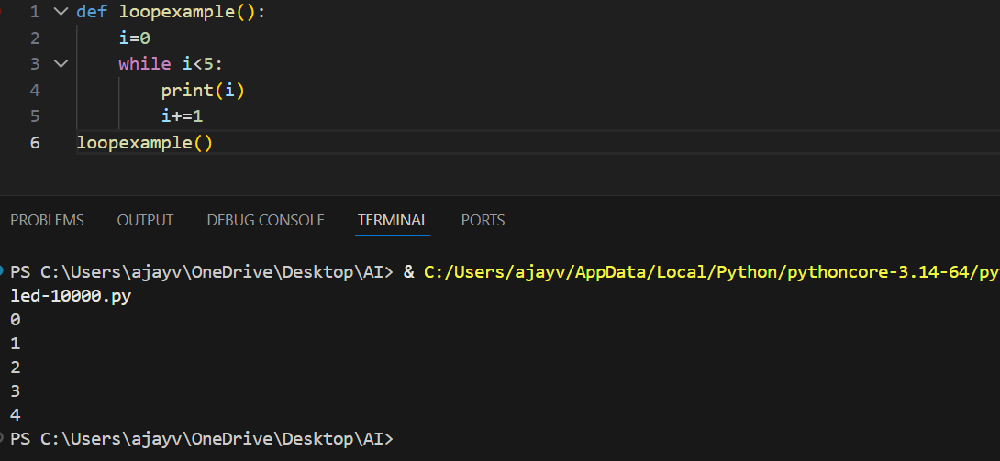 1 def loopexample():
2     i=0
3     while i<5:
4         print(i)
5         i+=1
6 loopexample()
PROBLEMS OUTPUT DEBUG CONSOLE TERMINAL PORTS
PS C:\Users\ajayv\OneDrive\Desktop\AI> & C:/Users/ajayv/AppData/Local/Python/pythoncore-3.14-64/py
led-10000.py
0
1
2
3
4
PS C:\Users\ajayv\OneDrive\Desktop\AI>